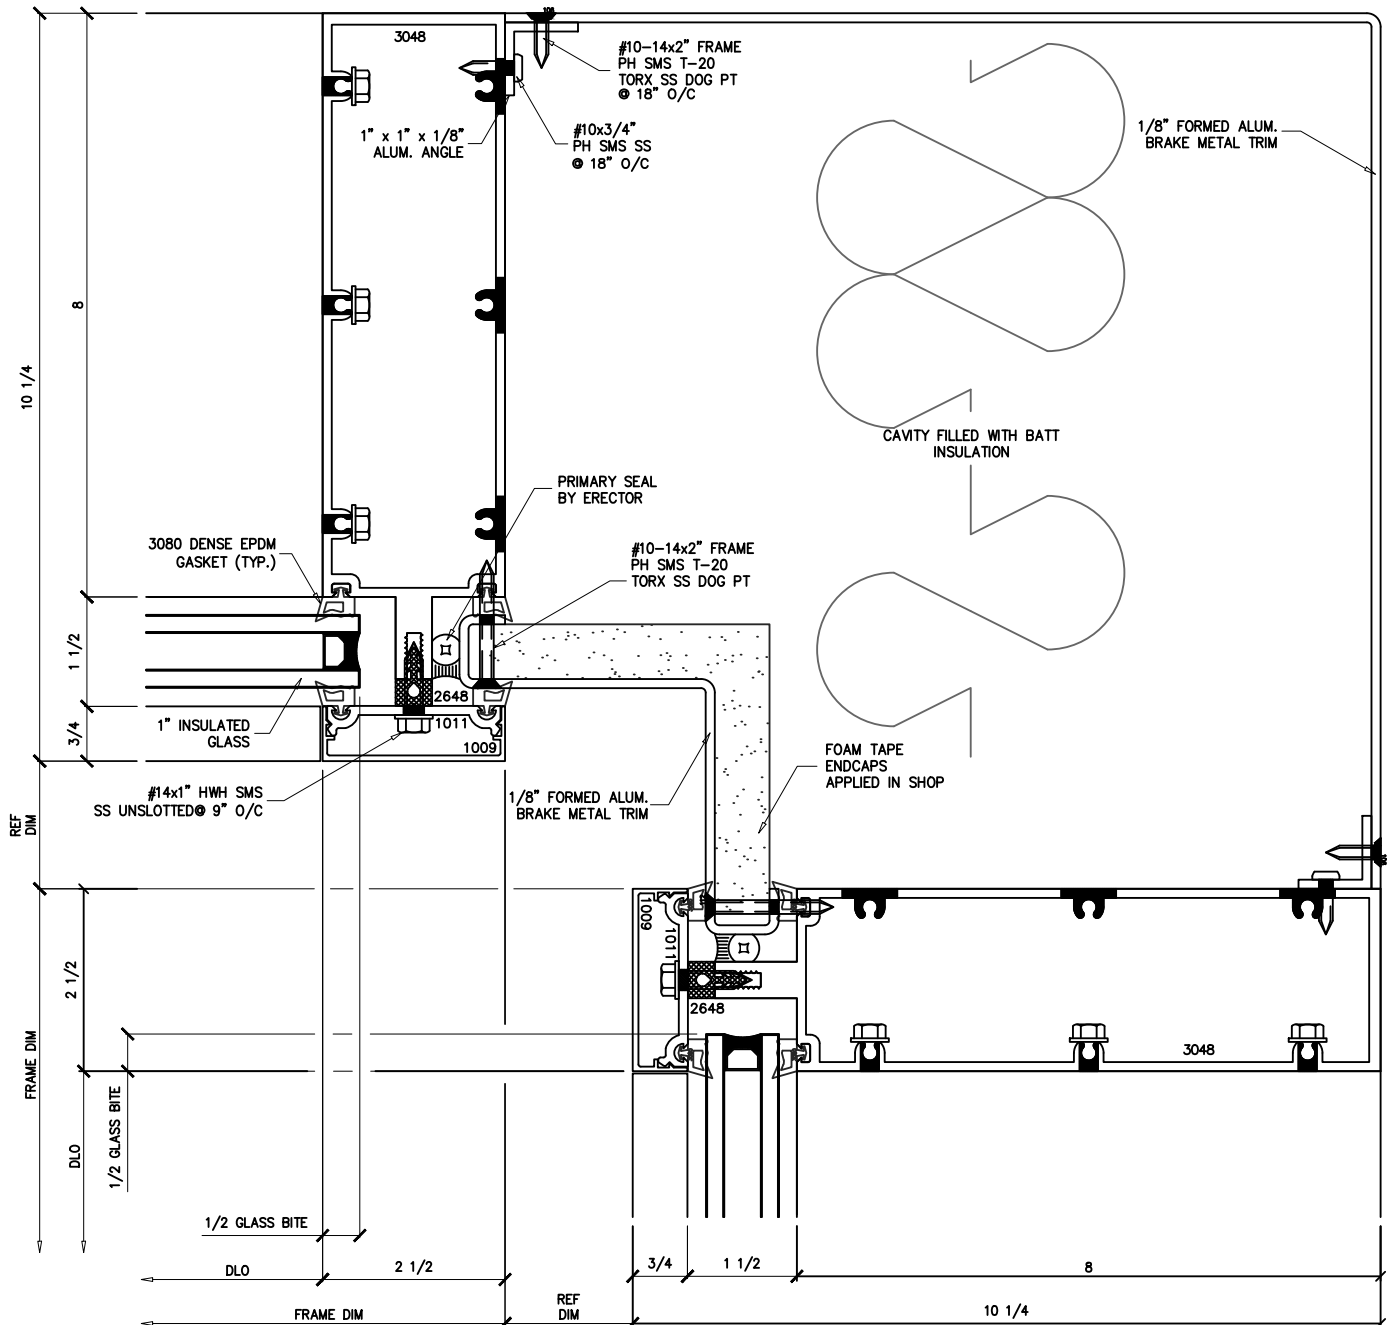 3048
#10-14x2" FRAME
PH SMS T-20
TORX SS DOG PT
@ 18" O/C
1" x 1" x 1/8"
ALUM. ANGLE
#10x3/4"
PH SMS SS
@ 18" O/C
1/8" FORMED ALUM.
BRAKE METAL TRIM
8
10 1/4
CAVITY FILLED WITH BATT
INSULATION
PRIMARY SEAL
BY ERECTOR
3080 DENSE EPDM
GASKET (TYP.)
#10-14x2" FRAME
PH SMS T-20
TORX SS DOG PT
1 1/2
3/4
2648
1011
1009
1" INSULATED
GLASS
#14x1" HWH SMS
SS UNSLOTTED@ 9" O/C
1/8" FORMED ALUM.
BRAKE METAL TRIM
FOAM TAPE
ENDCAPS
APPLIED IN SHOP
REF
DIM
1009
1011
2648
3048
2 1/2
FRAME DIM
DLO
1/2 GLASS BITE
1/2 GLASS BITE
DLO
2 1/2
3/4
1 1/2
8
FRAME DIM
REF
DIM
10 1/4